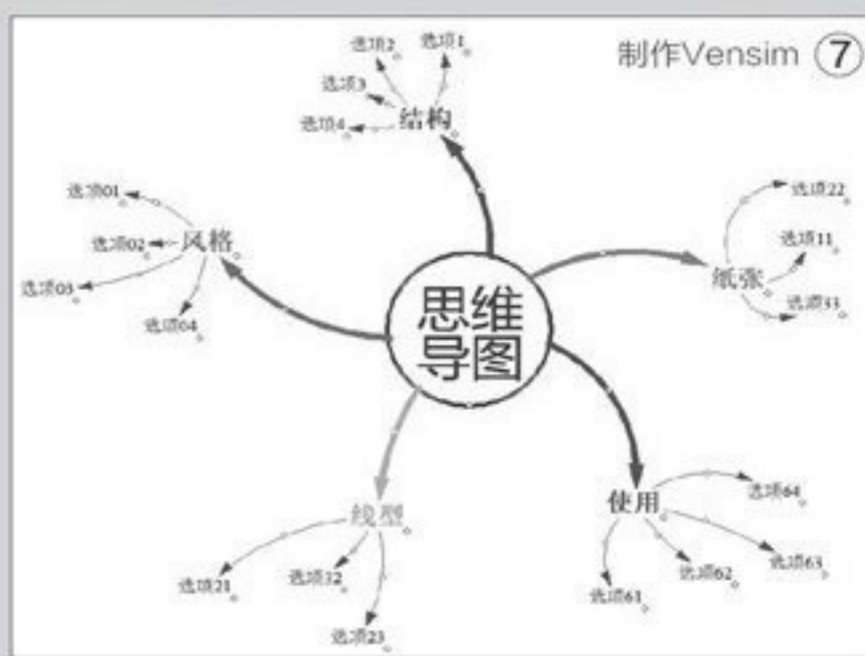 制作Vensim ⑦
选项2
选项1
选项3
选项4
结构
选项01
选项02
风格
选项03
选项04
选项22
选项11
纸张
选项33
思维
导图
线型
选项21
选项32
选项23
使用
选项64
选项63
选项62
选项61